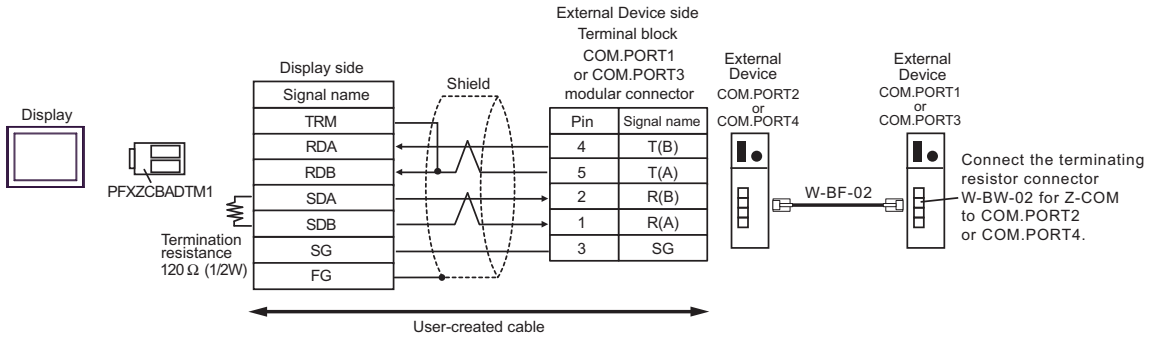 Display
PFXZCBADTM1
Termination
resistance
120 Ω (1/2W)
Display side
Signal name
TRM
RDA
RDB
SDA
SDB
SG
FG
Shield
External Device side
Terminal block
COM.PORT1
or COM.PORT3
modular connector
Pin Signal name
4 T(B)
5 T(A)
2 R(B)
1 R(A)
3 SG
User-created cable
External
Device
COM.PORT2
or
COM.PORT4
W-BF-02
External
Device
COM.PORT1
or
COM.PORT3
Connect the terminating
resistor connector
W-BW-02 for Z-COM
to COM.PORT2
or COM.PORT4.